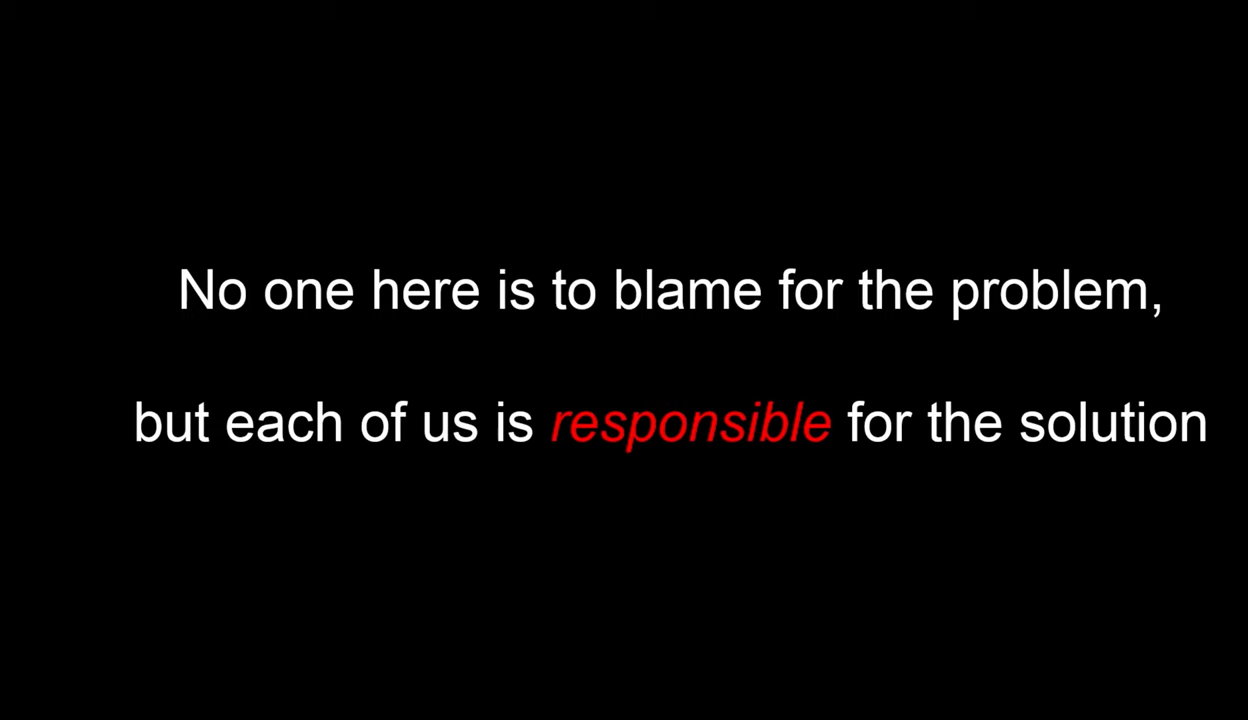 No one here is to blame for the problem,
but each of us is responsible for the solution